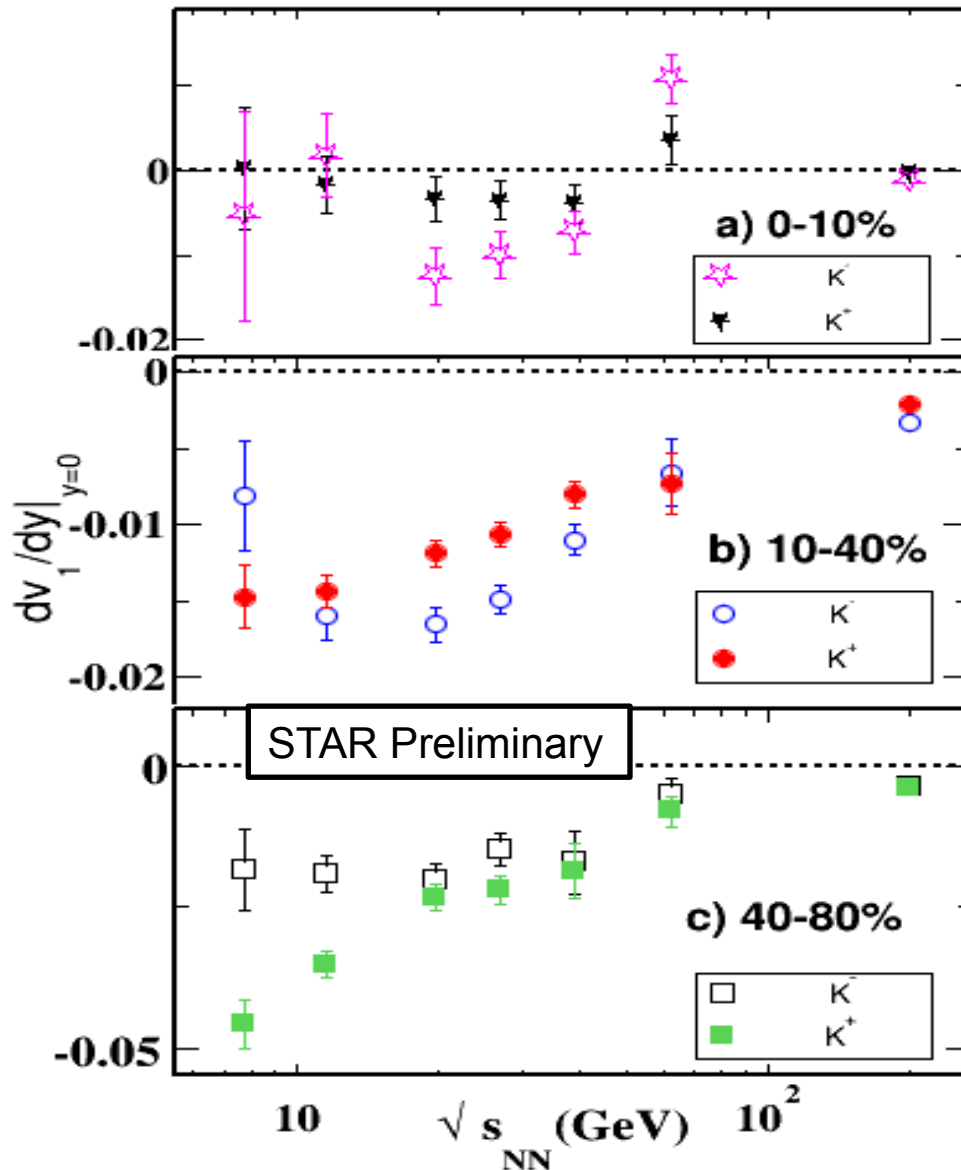 0
-0.02
a) 0-10%
K⁻
K⁺
0
-0.01
-0.02
b) 10-40%
K⁻
K⁺
STAR Preliminary
0
-0.05
c) 40-80%
K⁻
K⁺
dv₁/dy|y=0
10
10²
√sNN (GeV)